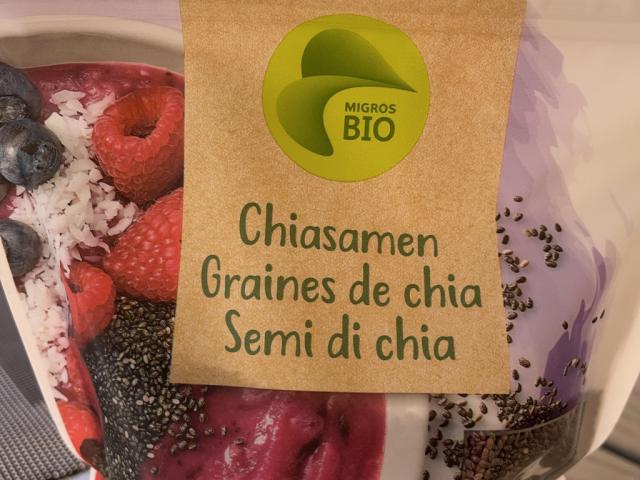 MIGROS
BIO
Chiasamen
Graines de chia
Semi di chia